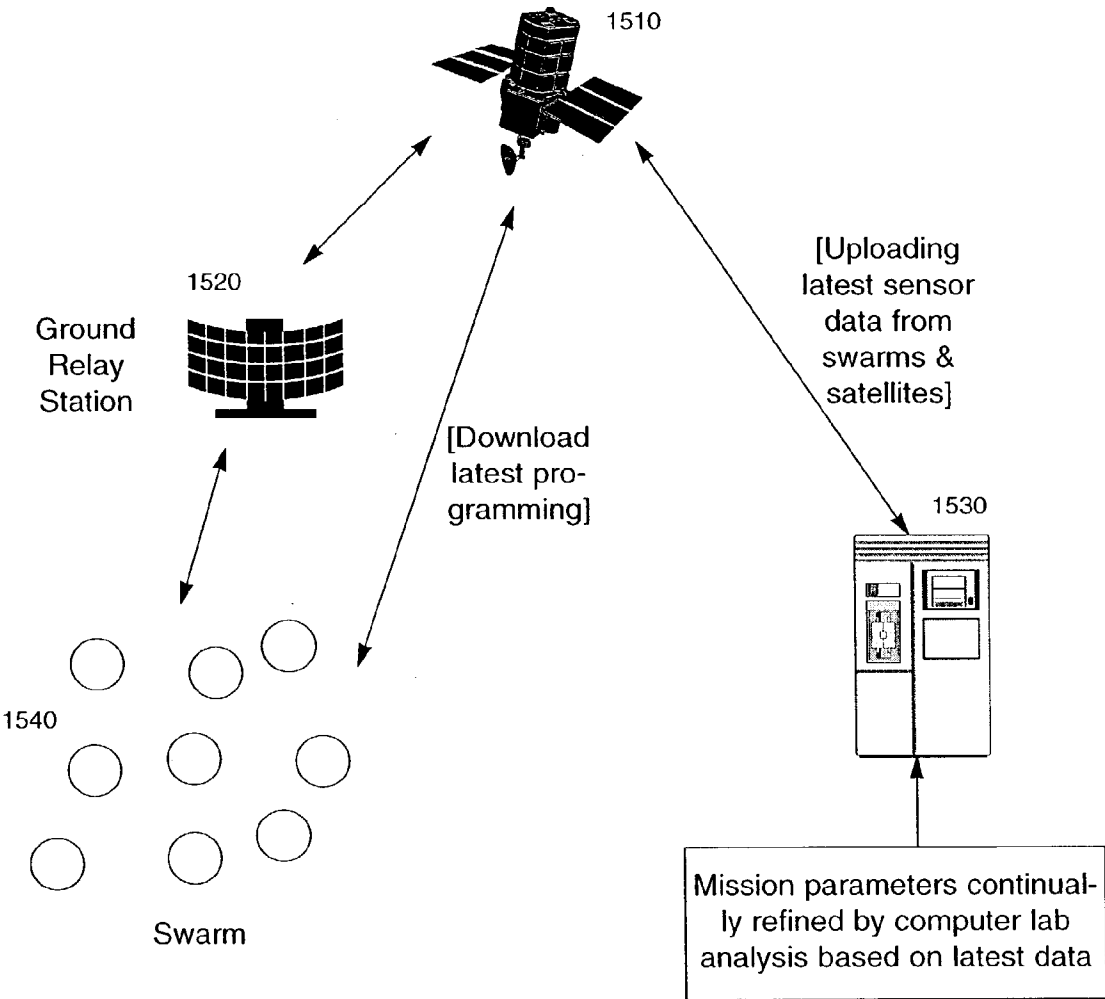 1510
1520
Ground
Relay
Station
[Uploading
latest sensor
data from
swarms &
satellites]
[Download
latest pro-
gramming]
1530
1540
Swarm
Mission parameters continual-
ly refined by computer lab
analysis based on latest data